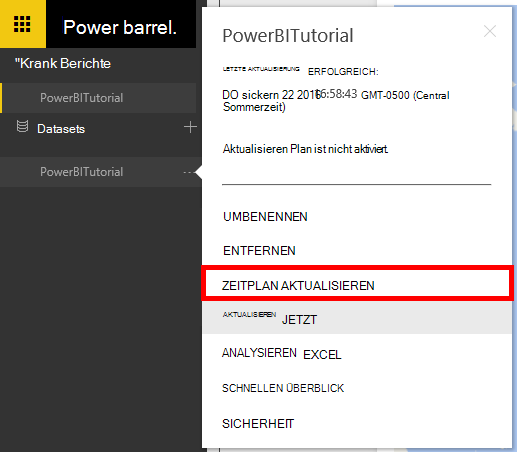 Power barrel.
"Krank Berichte
PowerBITutorial
Datasets
PowerBITutorial
PowerBITutorial
LETZTE AKTUALISIERUNG ERFOLGREICH:
DO sickern 22 2016 16:58:43 GMT-0500 (Central
Sommerzeit)
Aktualisieren Plan ist nicht aktiviert.
UMBENENNEN
ENTFERNEN
ZEITPLAN AKTUALISIEREN
AKTUALISIEREN JETZT
ANALYSIEREN EXCEL
SCHNELLEN ÜBERBLICK
SICHERHEIT